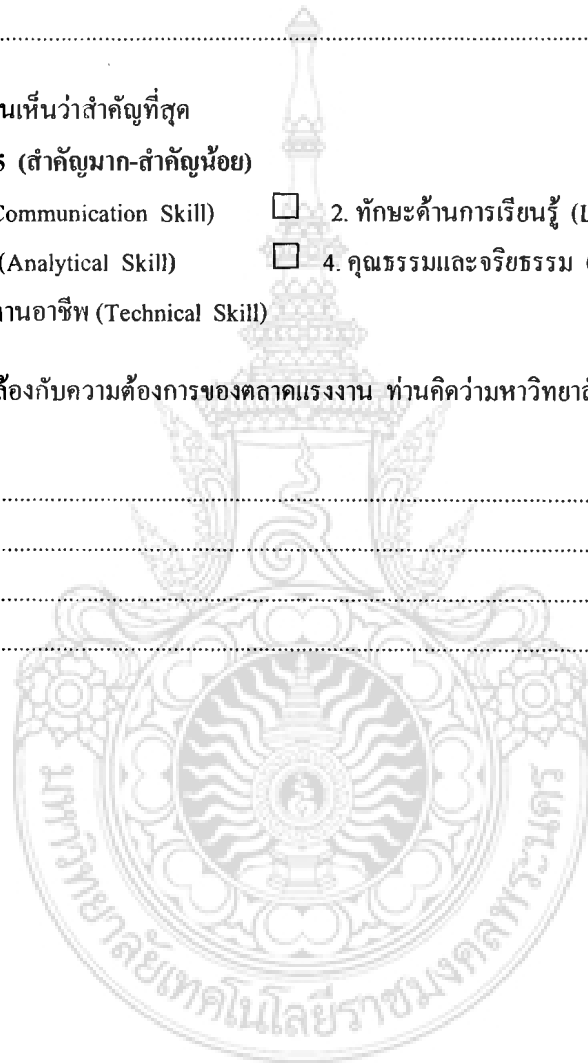 นเห็นว่าสำคัญที่สุด
5 (สำคัญมาก-สำคัญน้อย)
Communication Skill) ☐ 2. ทักษะด้านการเรียนรู้ (L
(Analytical Skill) ☐ 4. คุณธรรมและจริยธรรม (
านอาชีพ (Technical Skill)
ล้องกับความต้องการของตลาดแรงงาน ท่านคิดว่ามหาวิทยาลั
มหาวิทยาลัยเทคโนโลยีราชมงคลพระนคร